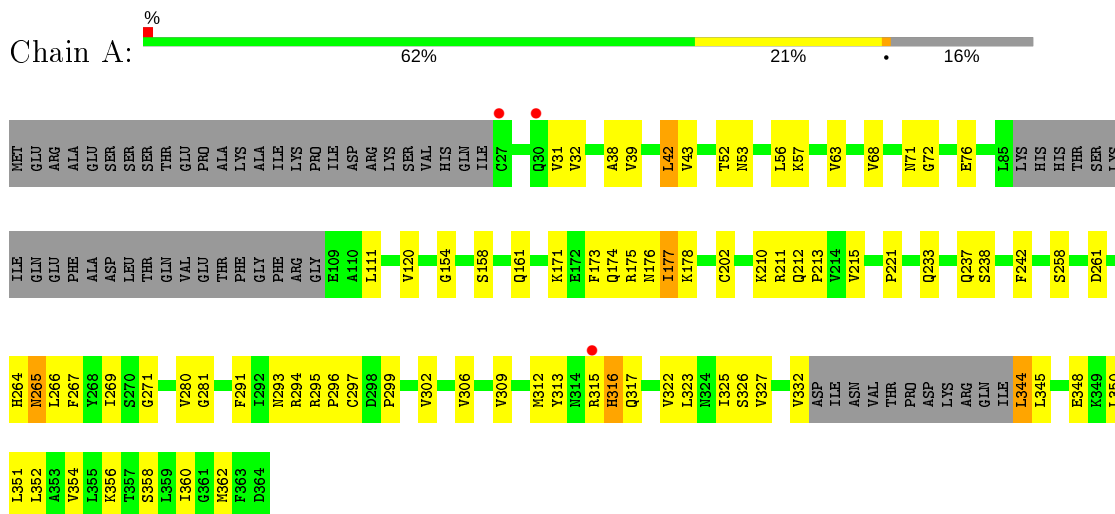 %
Chain A:
62% 21% • 16%
MET GLU ARG ALA GLU SER SER SER THR GLU PRO ALA LYS ALA ILE LYS PRO ILE ASP ARG LYS SER VAL HIS GLN ILE C27 Q30 V31 V32 A38 V39 L42 V43 T52 N53 L56 K57 V63 V68 N71 G72 E76 L85 LYS HIS HIS THR SER LYS
ILE GLN GLU PHE ALA ASP LEU THR GLN VAL GLU THR PHE GLY PHE ARG GLY E109 A110 L111 V120 G154 S158 Q161 K171 E172 F173 Q174 R175 N176 I177 K178 C202 K210 R211 Q212 P213 V214 V215 P221 Q233 Q237 S238 F242 S258 D261
H264 N265 L266 F267 Y268 I269 S270 G271 V280 G281 F291 I292 N293 R294 R295 P296 C297 D298 P299 V302 V306 V309 M312 Y313 N314 R315 H316 Q317 V322 L323 N324 I325 S326 V327 V332 ASP ILE ASN VAL THR PRO ASP LYS ARG GLN ILE L344 L345 E348 K349 L350
L351 L352 A353 V354 L355 K356 T357 S358 L359 I360 G361 M362 F363 D364